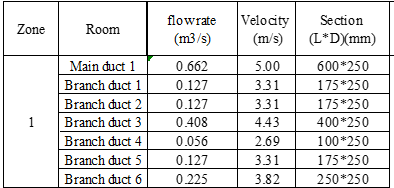 Zone Room flowrate (m3/s) Velocity (m/s) Section (L*D)(mm)
Main duct 1 0.662 5.00 600*250
Branch duct 1 0.127 3.31 175*250
Branch duct 2 0.127 3.31 175*250
1 Branch duct 3 0.408 4.43 400*250
Branch duct 4 0.056 2.69 100*250
Branch duct 5 0.127 3.31 175*250
Branch duct 6 0.225 3.82 250*250